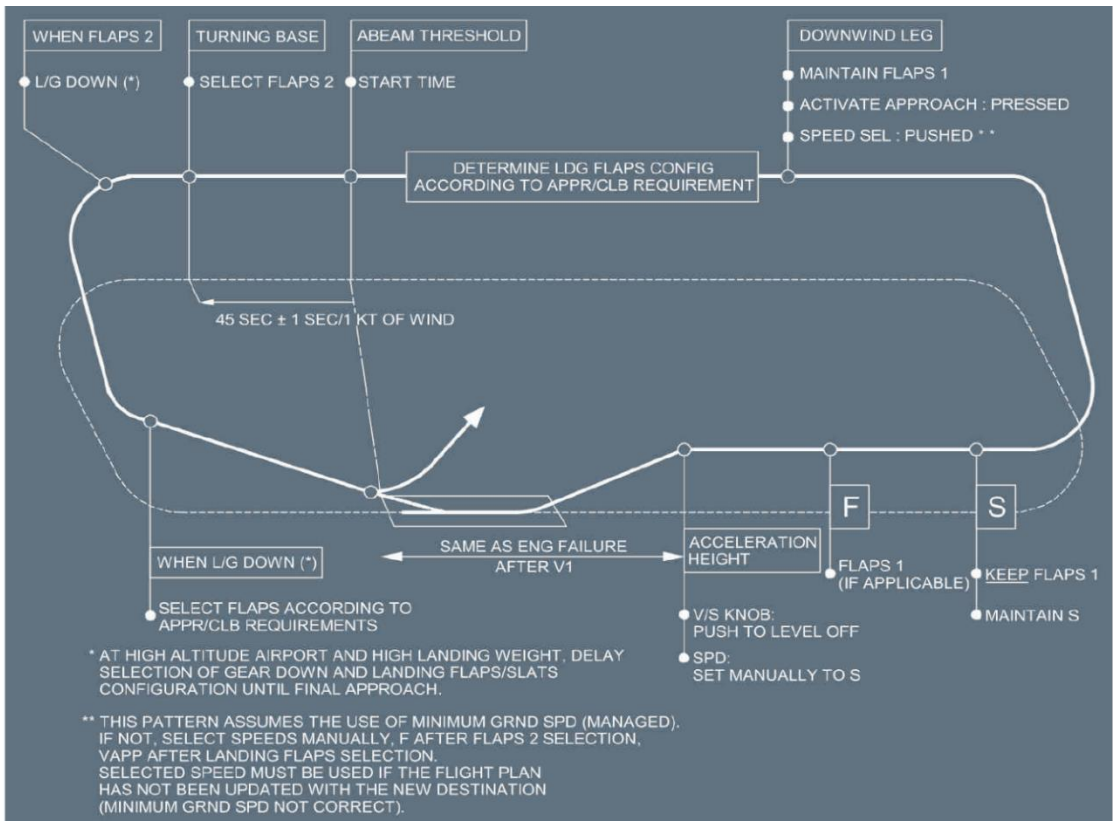 WHEN FLAPS 2
L/G DOWN (*)
TURNING BASE
SELECT FLAPS 2
ABEAM THRESHOLD
START TIME
DOWNWIND LEG
MAINTAIN FLAPS 1
ACTIVATE APPROACH : PRESSED
SPEED SEL : PUSHED * *
DETERMINE LDG FLAPS CONFIG
ACCORDING TO APPR/CLB REQUIREMENT
45 SEC ± 1 SEC/1 KT OF WIND
WHEN L/G DOWN (*)
SELECT FLAPS ACCORDING TO
APPR/CLB REQUIREMENTS
SAME AS ENG FAILURE
AFTER V1
ACCELERATION
HEIGHT
V/S KNOB:
PUSH TO LEVEL OFF
SPD:
SET MANUALLY TO S
F
FLAPS 1
(IF APPLICABLE)
S
KEEP FLAPS 1
MAINTAIN S
* AT HIGH ALTITUDE AIRPORT AND HIGH LANDING WEIGHT, DELAY
SELECTION OF GEAR DOWN AND LANDING FLAPS/SLATS
CONFIGURATION UNTIL FINAL APPROACH.
** THIS PATTERN ASSUMES THE USE OF MINIMUM GRND SPD (MANAGED).
IF NOT, SELECT SPEEDS MANUALLY, F AFTER FLAPS 2 SELECTION,
VAPP AFTER LANDING FLAPS SELECTION.
SELECTED SPEED MUST BE USED IF THE FLIGHT PLAN
HAS NOT BEEN UPDATED WITH THE NEW DESTINATION
(MINIMUM GRND SPD NOT CORRECT).